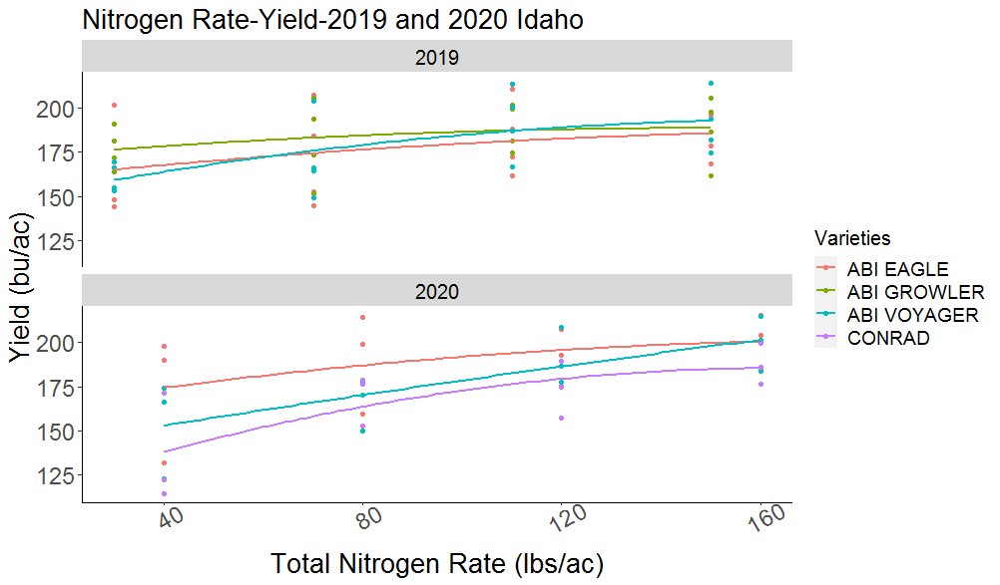 Nitrogen Rate-Yield-2019 and 2020 Idaho
2019
200
175
150
125
Yield (bu/ac)
2020
200
175
150
125
40
80
120
160
Total Nitrogen Rate (lbs/ac)
Varieties
ABI EAGLE
ABI GROWLER
ABI VOYAGER
CONRAD